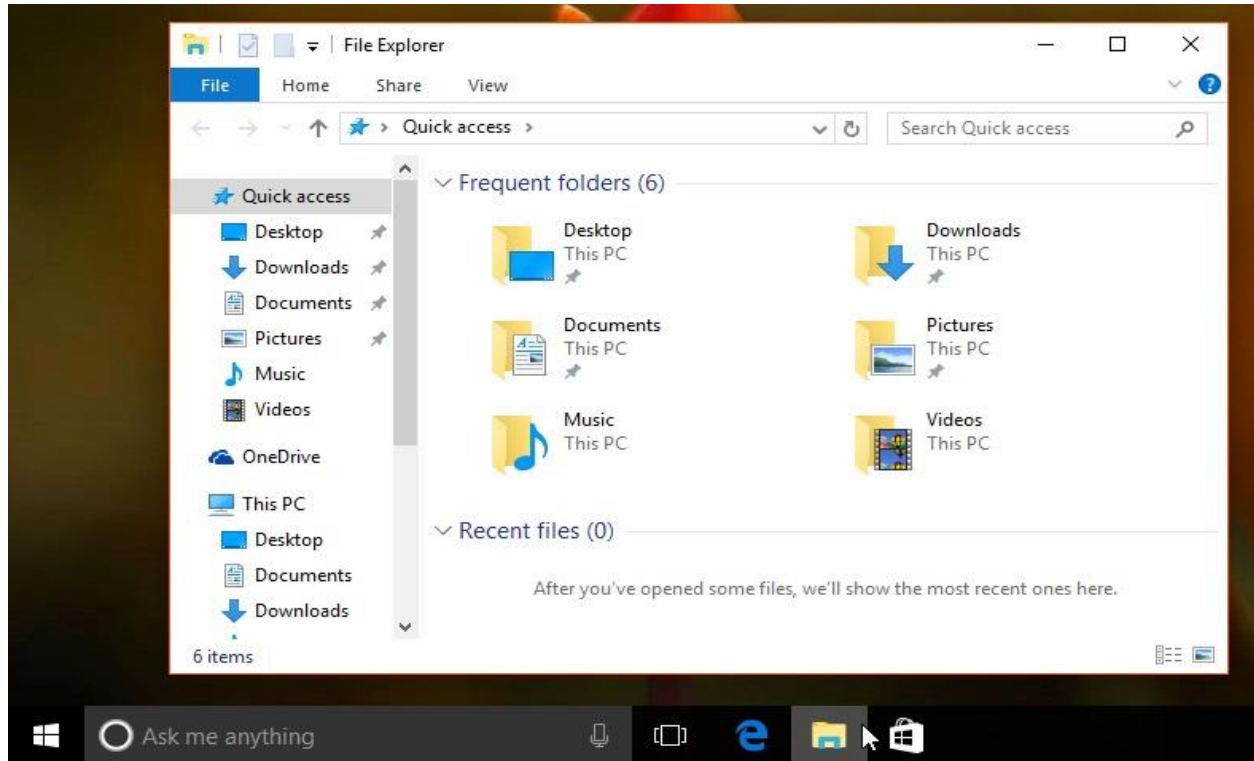 File Explorer
File Home Share View
Quick access
Search Quick access
Quick access
Desktop
Downloads
Documents
Pictures
Music
Videos
OneDrive
This PC
Desktop
Documents
Downloads
Frequent folders (6)
Desktop
This PC
Downloads
This PC
Documents
This PC
Pictures
This PC
Music
This PC
Videos
This PC
Recent files (0)
After you've opened some files, we'll show the most recent ones here.
6 items
Ask me anything